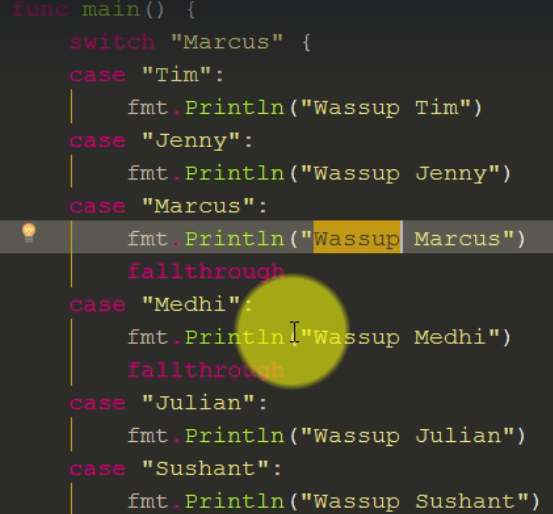 func main() {
switch "Marcus" {
case "Tim":
fmt.Println("Wassup Tim")
case "Jenny":
fmt.Println("Wassup Jenny")
case "Marcus":
fmt.Println("Wassup Marcus")
fallthrough
case "Medhi":
fmt.Println("Wassup Medhi")
fallthrough
case "Julian":
fmt.Println("Wassup Julian")
case "Sushant":
fmt.Println("Wassup Sushant")